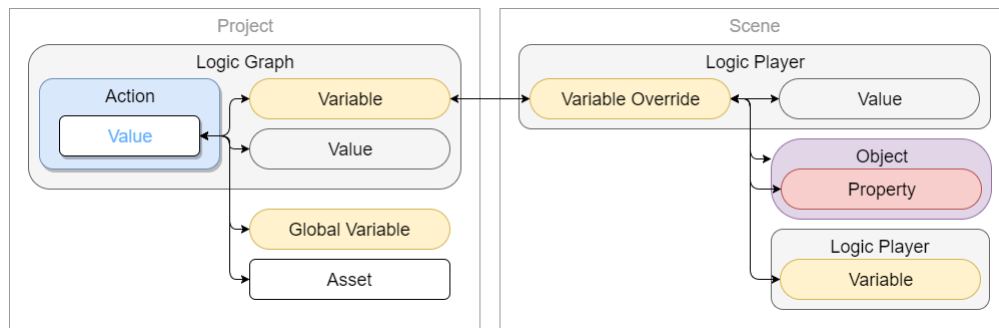 Project
Logic Graph
Action
Value
Variable
Value
Global Variable
Asset
Scene
Logic Player
Variable Override
Value
Object
Property
Logic Player
Variable